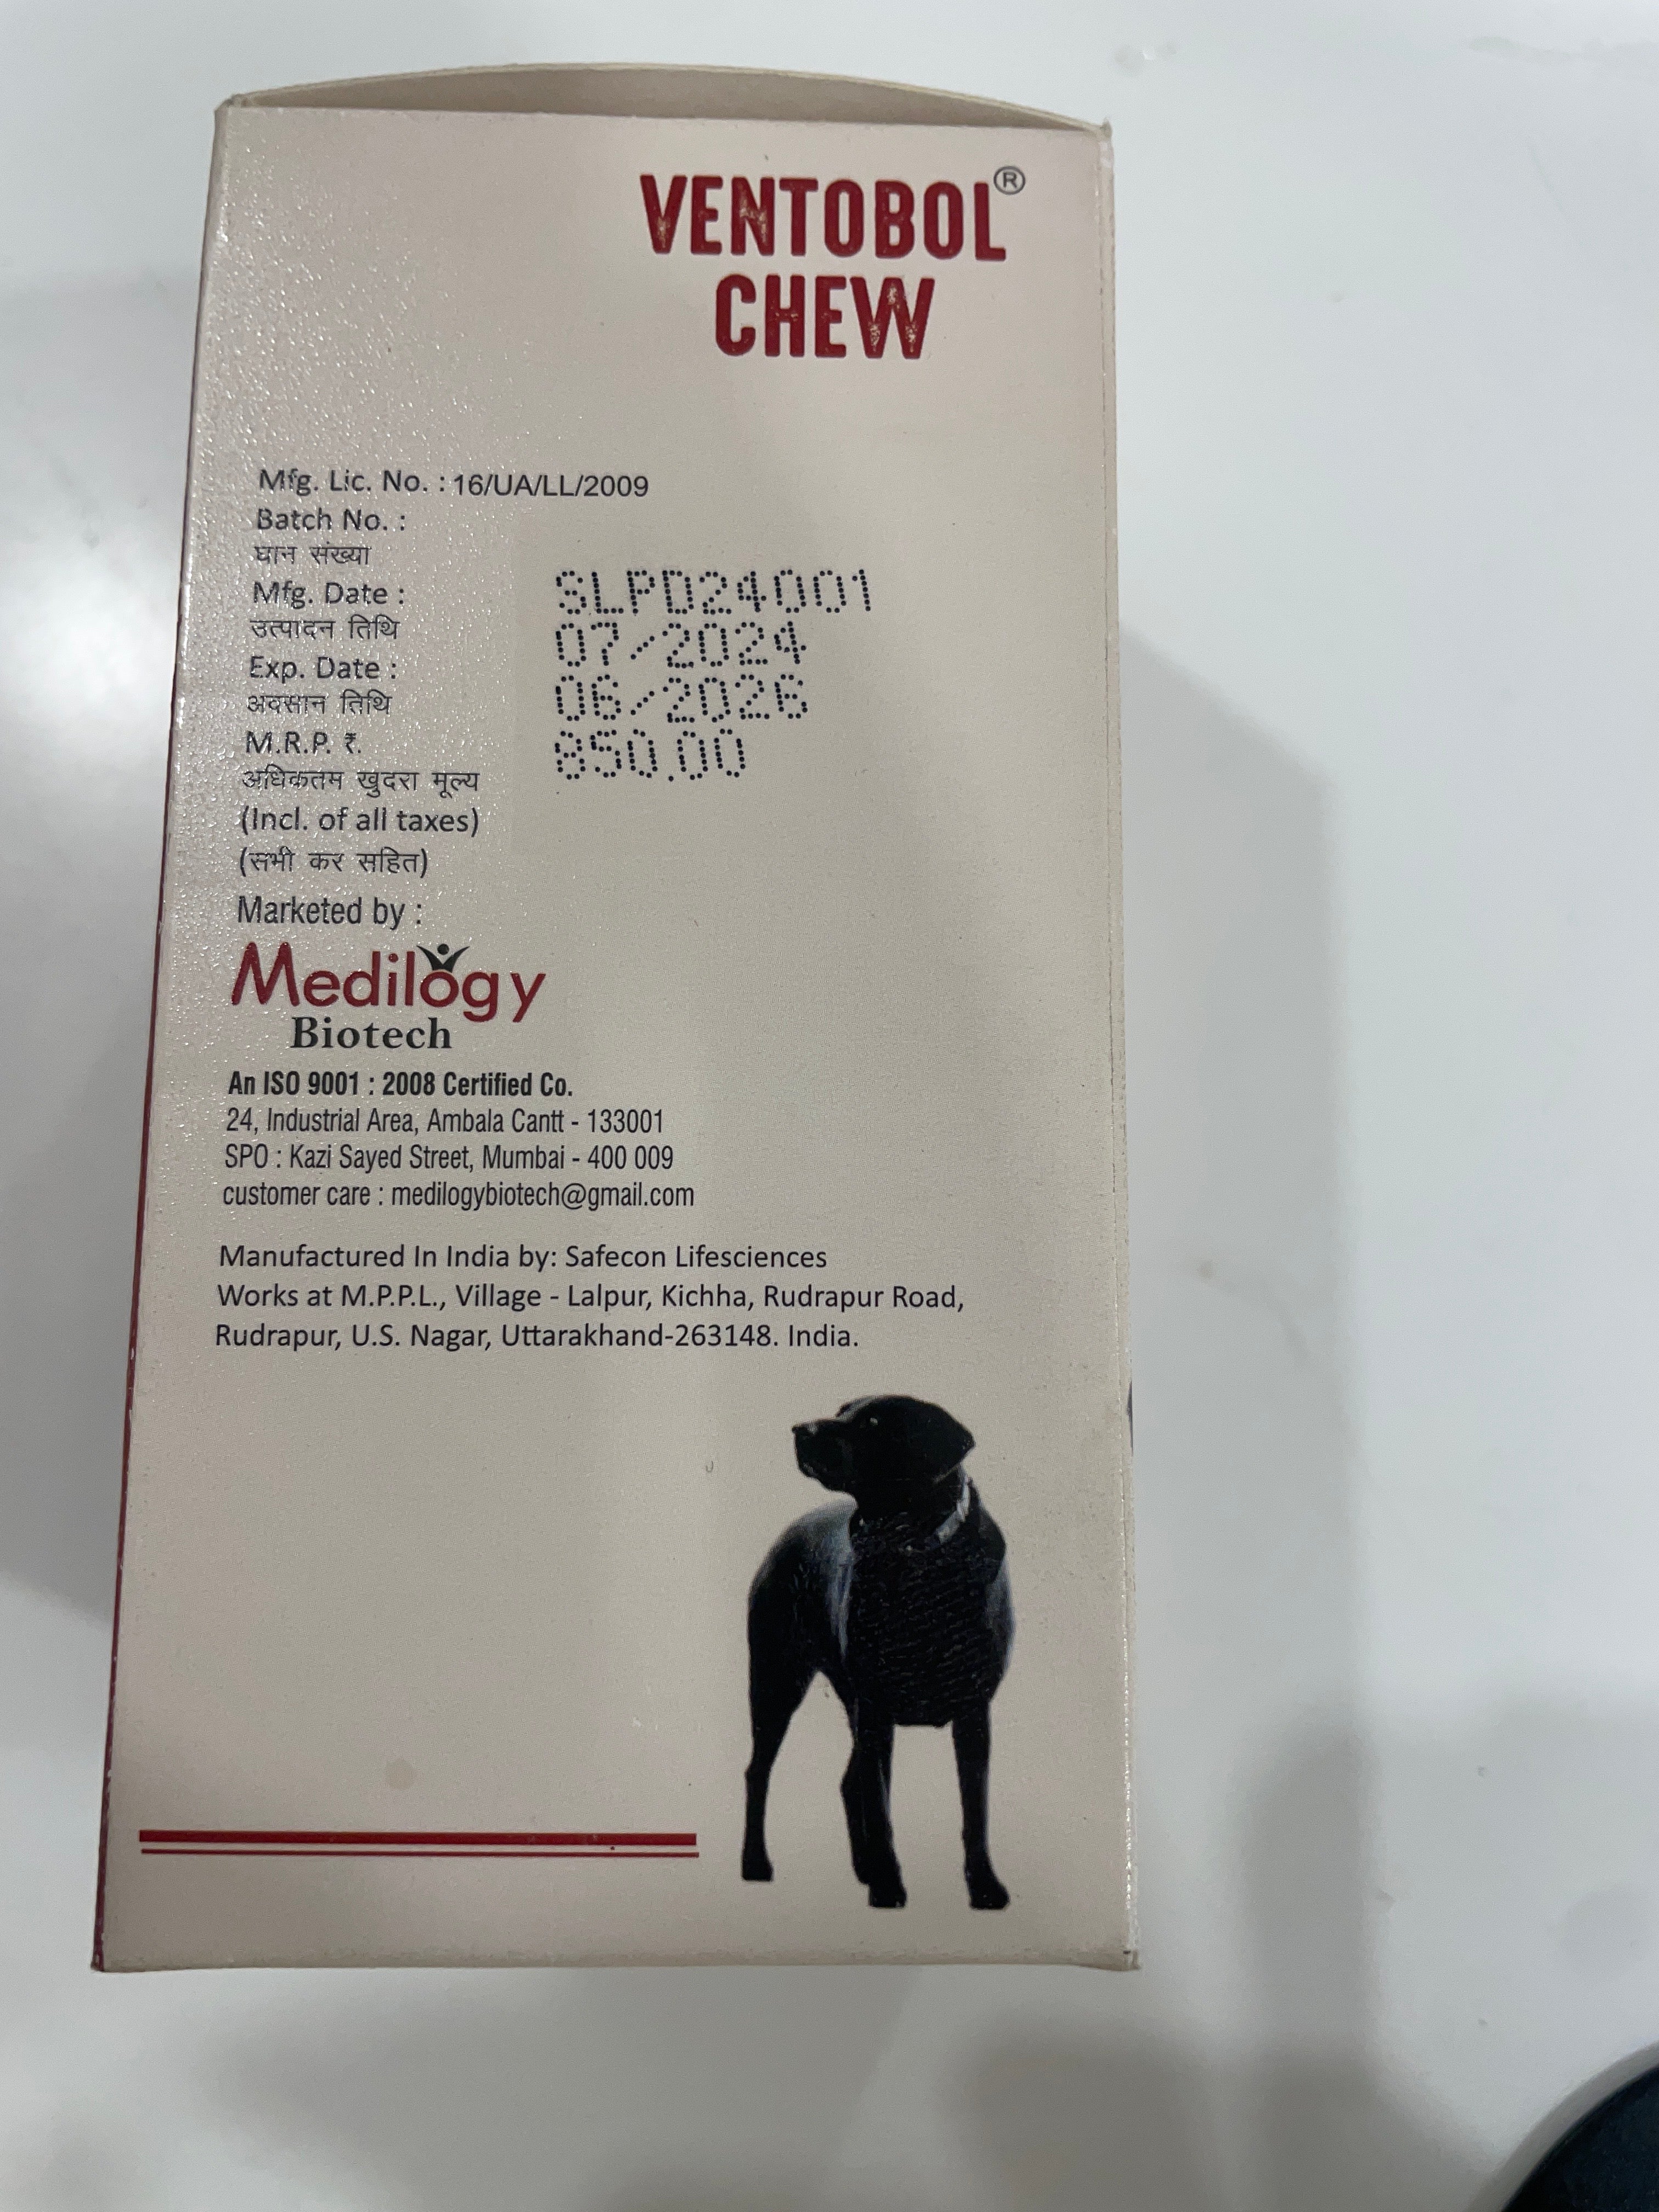 VENTOBOL®
CHEW
Mfg. Lic. No. : 16/UA/LL/2009
Batch No. :
घान संख्या
SLPD24001
Mfg. Date :
उत्पादन तिथि
07/2024
Exp. Date :
अवसान तिथि
06/2026
M.R.P. ₹.
850.00
अधिकतम खुदरा मूल्य
(Incl. of all taxes)
(सभी कर सहित)
Marketed by :
Medilogy
Biotech
An ISO 9001 : 2008 Certified Co.
24, Industrial Area, Ambala Cantt - 133001
SPO : Kazi Sayed Street, Mumbai - 400 009
customer care : medilogybiotech@gmail.com
Manufactured In India by: Safecon Lifesciences
Works at M.P.P.L., Village - Lalpur, Kichha, Rudrapur Road,
Rudrapur, U.S. Nagar, Uttarakhand-263148. India.